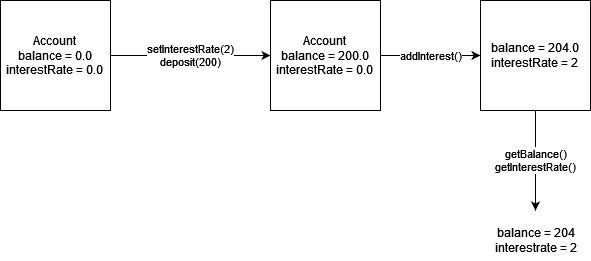 Account
balance = 0.0
interestRate = 0.0
setInterestRate(2)
deposit(200)
Account
balance = 200.0
interestRate = 0.0
addInterest()
balance = 204.0
interestRate = 2
getBalance()
getInterestRate()
balance = 204
interestrate = 2